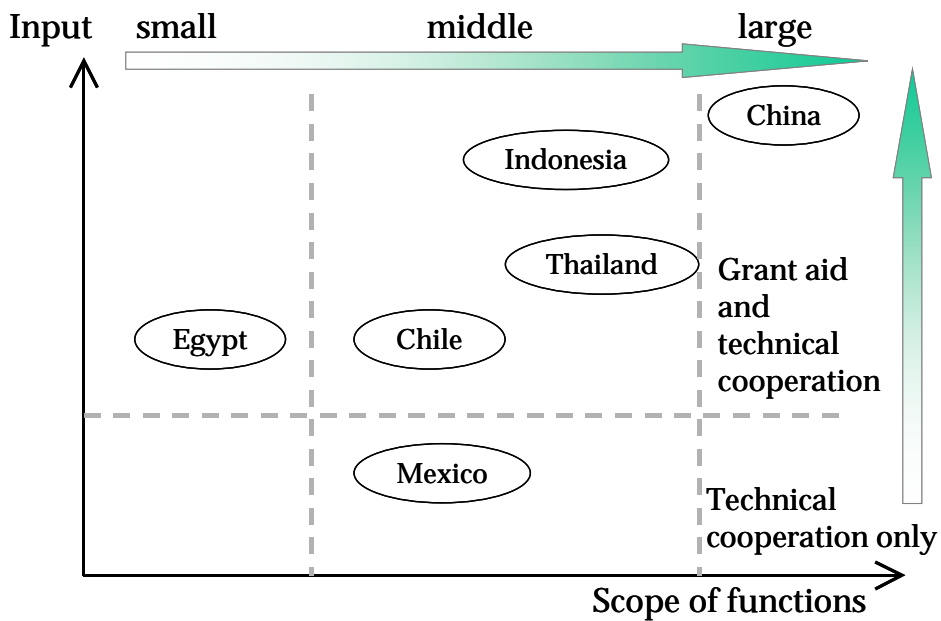 Input small middle large
China
Indonesia
Thailand
Grant aid
and
technical
cooperation
Egypt
Chile
Mexico
Technical
cooperation only
Scope of functions